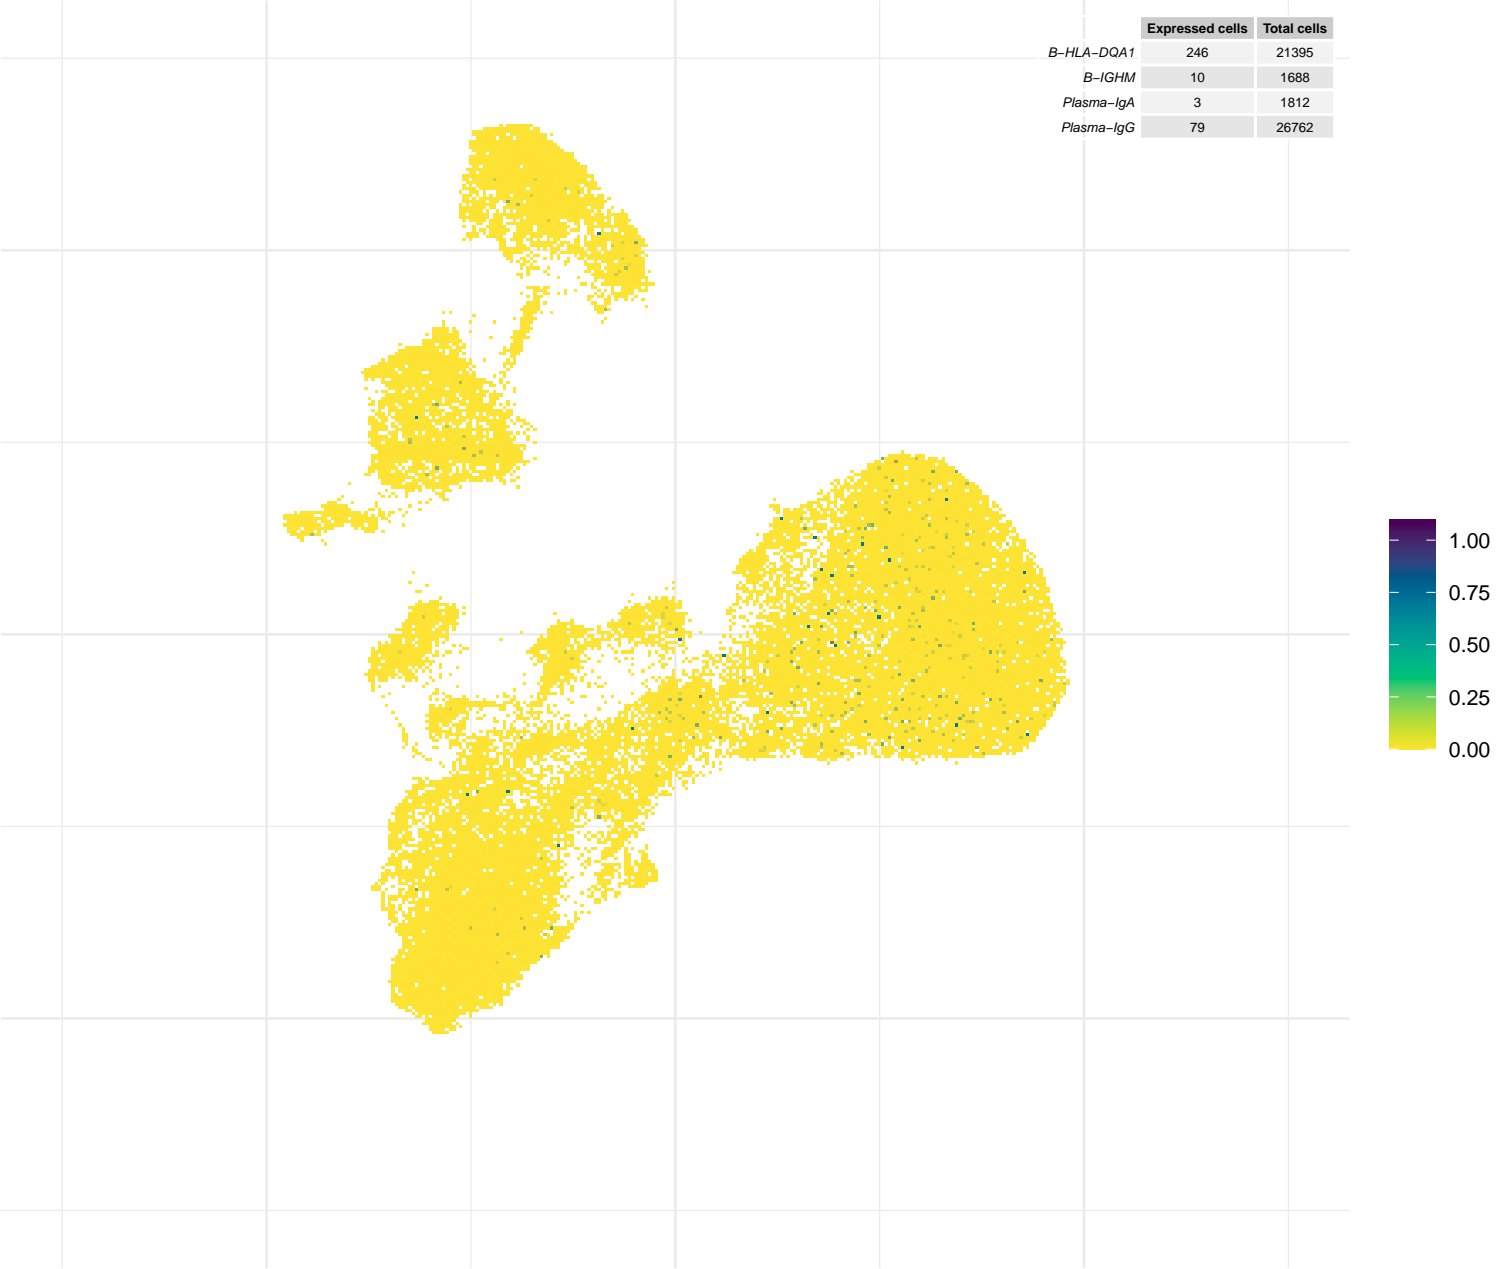 Expressed cells Total cells
B−HLA−DQA1 246 21395
B−IGHM 10 1688
Plasma−IgA 3 1812
Plasma−IgG 79 26762
1.00
0.75
0.50
0.25
0.00